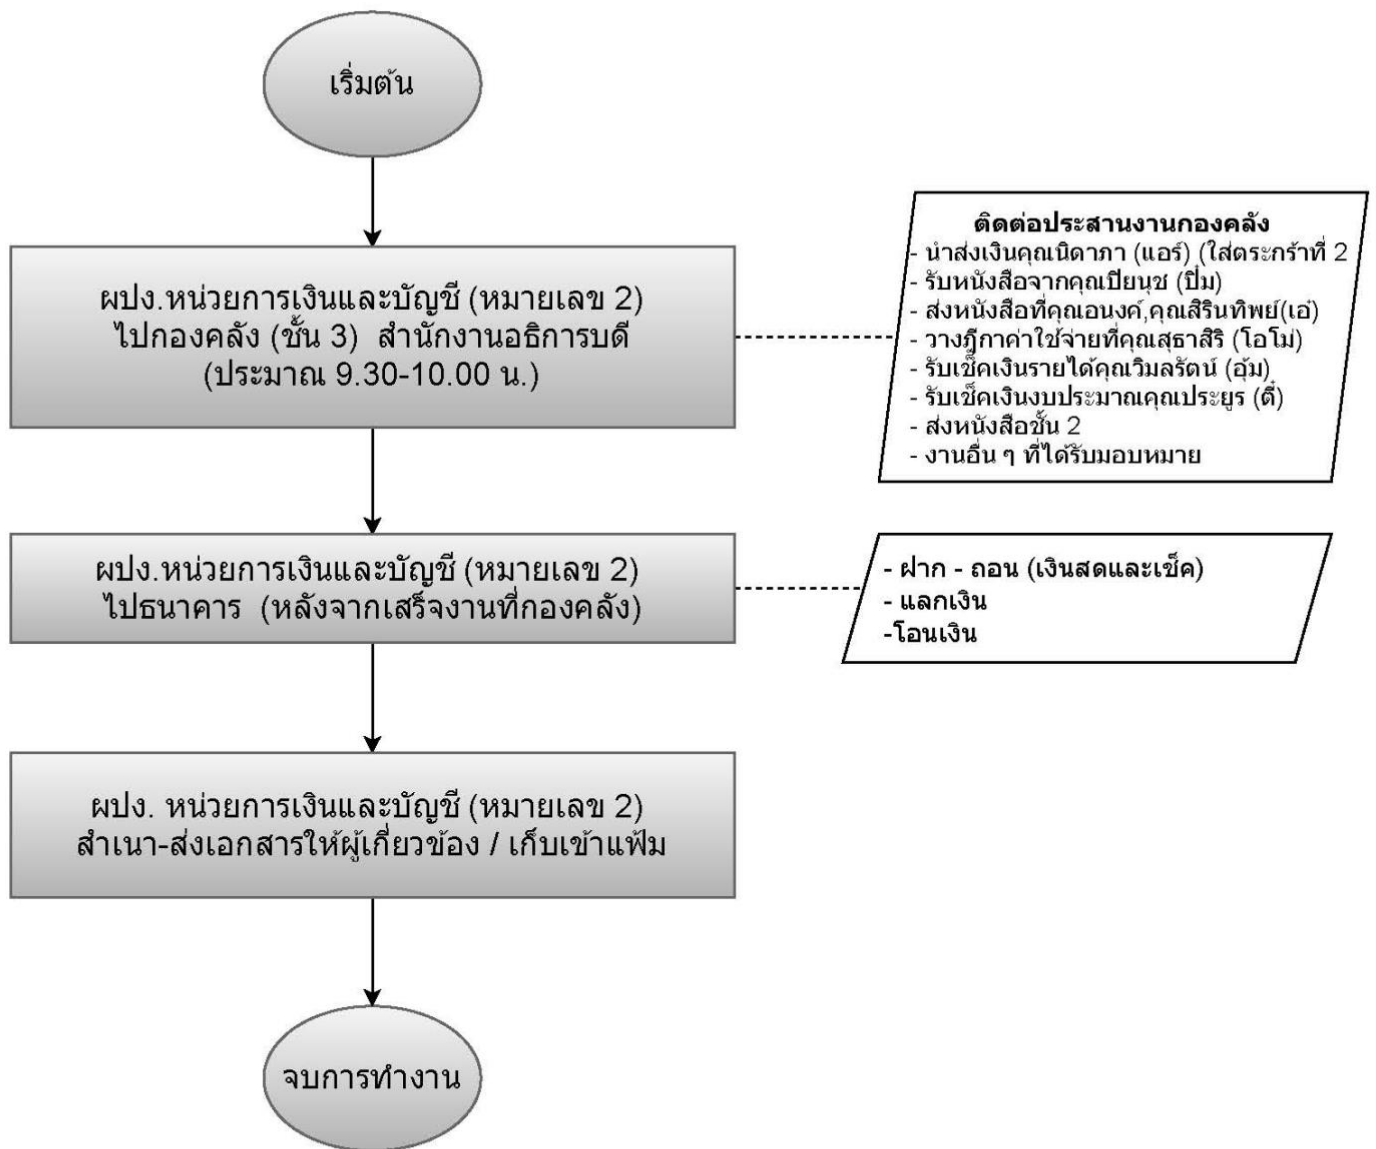 เริ่มต้น
ผปง.หน่วยการเงินและบัญชี (หมายเลข 2)
ไปกองคลัง (ชั้น 3) สำนักงานอธิการบดี
(ประมาณ 9.30-10.00 น.)
ติดต่อประสานงานกองคลัง
- นำส่งเงินคุณนิดาภา (แอร์) (ใส่ตระกร้าที่ 2
- รับหนังสือจากคุณปิยนุช (ปิ๋ม)
- ส่งหนังสือที่คุณอนงค์,คุณสิรินทิพย์(เอ๋)
- วางฎีกาค่าใช้จ่ายที่คุณสุธาสิริ (โอโม่)
- รับเช็คเงินรายได้คุณวิมลรัตน์ (อุ้ม)
- รับเช็คเงินงบประมาณคุณประยูร (ตี๋)
- ส่งหนังสือชั้น 2
- งานอื่น ๆ ที่ได้รับมอบหมาย
ผปง.หน่วยการเงินและบัญชี (หมายเลข 2)
ไปธนาคาร (หลังจากเสร็จงานที่กองคลัง)
- ฝาก - ถอน (เงินสดและเช็ค)
- แลกเงิน
-โอนเงิน
ผปง. หน่วยการเงินและบัญชี (หมายเลข 2)
สำเนา-ส่งเอกสารให้ผู้เกี่ยวข้อง / เก็บเข้าแฟ้ม
จบการทำงาน